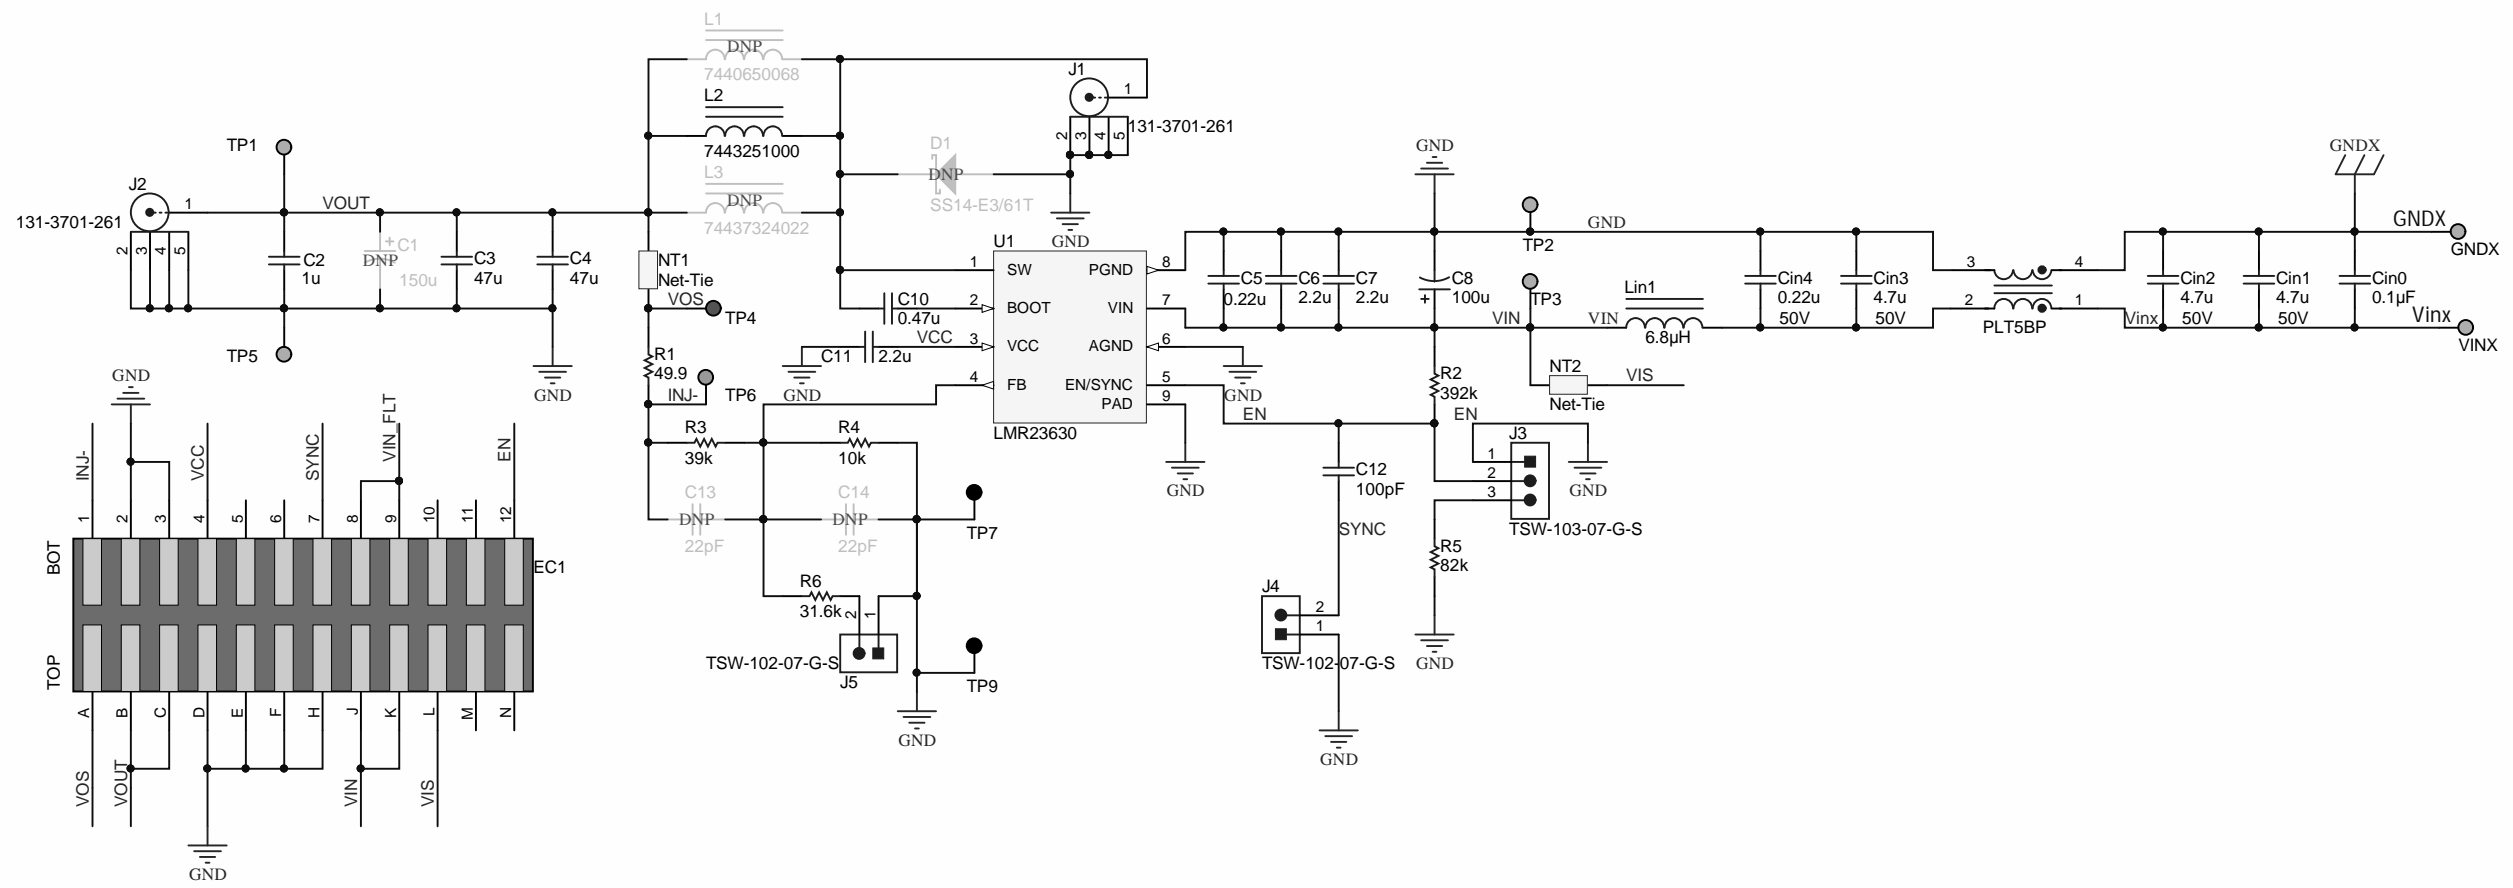 L1
DNP
7440650068
L2
7443251000
L3
DNP
74437324022
J1
1
2
3
4
5
131-3701-261
D1
DNP
SS14-E3/61T
GND
TP1
J2
131-3701-261
1
2
3
4
5
VOUT
C2
1u
C1
+
DNP
150u
C3
47u
C4
47u
TP5
GND
NT1
Net-Tie
VOS
TP4
R1
49.9
INJ-
TP6
R3
39k
R4
10k
C13
DNP
22pF
C14
DNP
22pF
R6
31.6k
2
1
TSW-102-07-G-S
J5
TP7
TP9
GND
C10
0.47u
C11
2.2u
VCC
GND
U1
1
SW
2
BOOT
3
VCC
4
FB
PGND
8
VIN
7
AGND
6
EN/SYNC
5
PAD
9
LMR23630
GND
GND
EN
C5
0.22u
C6
2.2u
C7
2.2u
GND
C8
100u
+
TP2
GND
TP3
VIN
VIN
Lin1
6.8µH
NT2
Net-Tie
VIS
R2
392k
EN
J3
1
2
3
TSW-103-07-G-S
GND
C12
100pF
SYNC
R5
82k
GND
J4
2
1
TSW-102-07-G-S
GND
Cin4
0.22u
50V
Cin3
4.7u
50V
3
4
2
1
PLT5BP
Vinx
Cin2
4.7u
50V
Cin1
4.7u
50V
Cin0
0.1µF
GNDX
GNDX
GNDX
Vinx
VINX
GND
INJ-
VCC
SYNC
VIN_FLT
EN
1
2
3
4
5
6
7
8
9
10
11
12
BOT
EC1
TOP
A
B
C
D
E
F
H
J
K
L
M
N
VOS
VOUT
VIN
VIS
GND